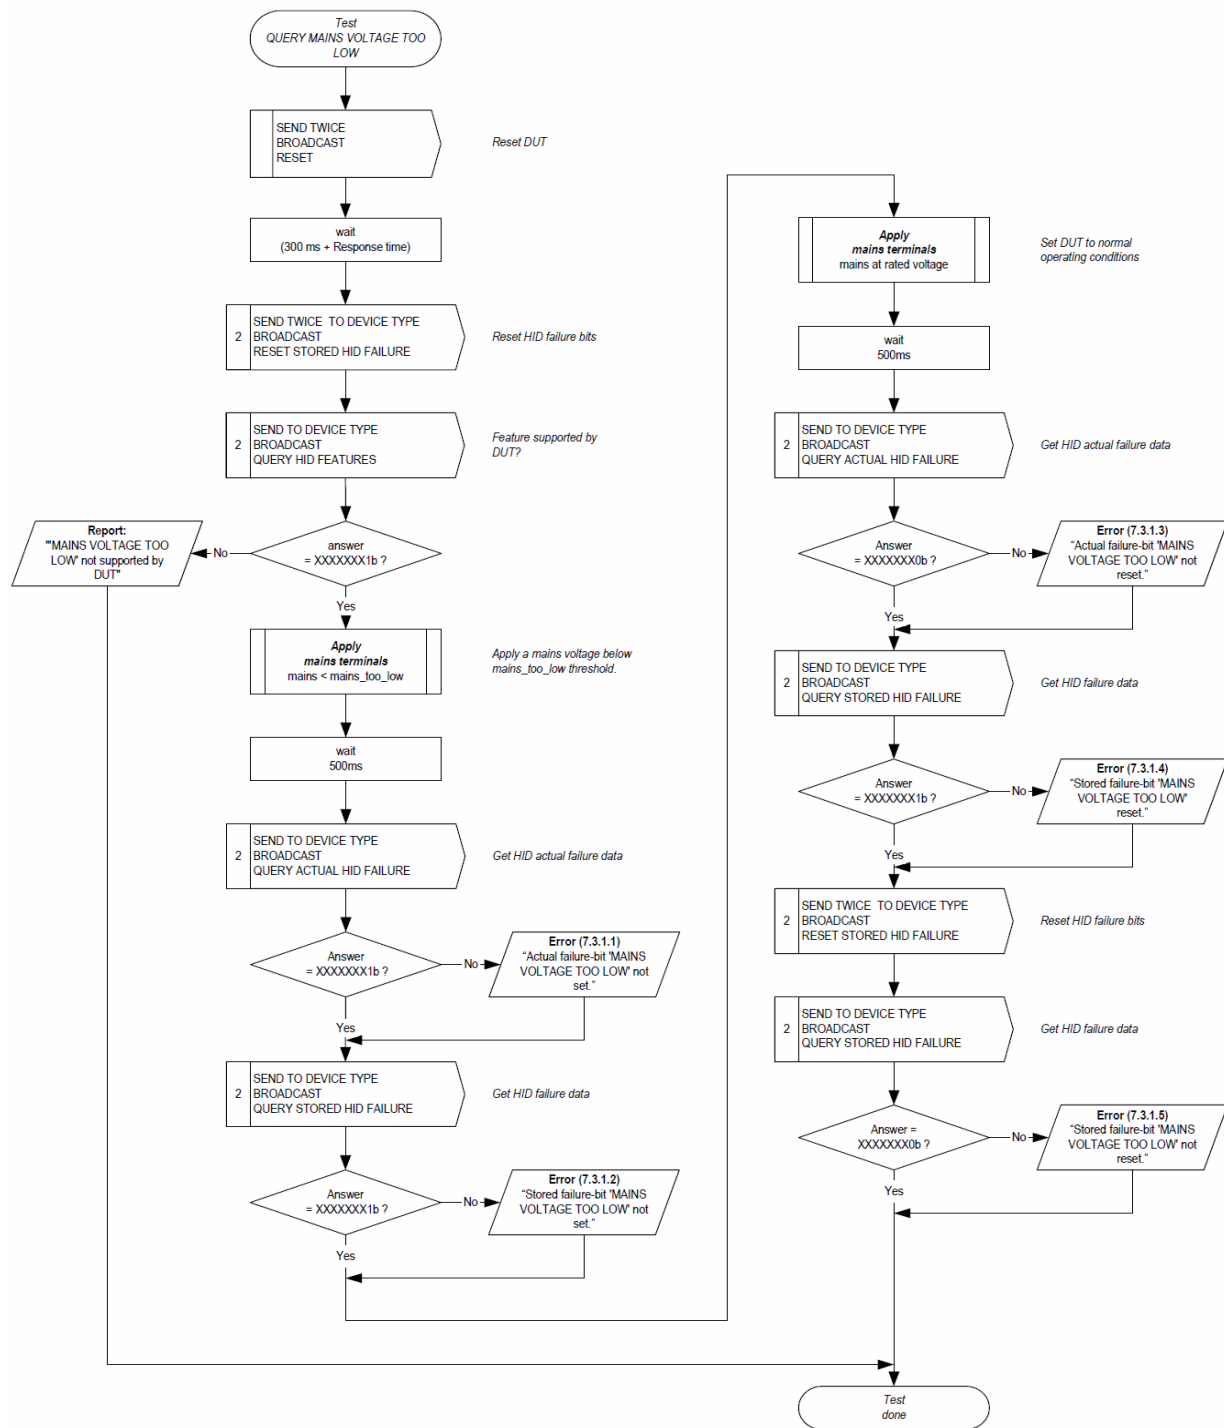 Test
QUERY MAINS VOLTAGE TOO
LOW
SEND TWICE
BROADCAST
RESET
Reset DUT
wait
(300 ms + Response time)
2
SEND TWICE TO DEVICE TYPE
BROADCAST
RESET STORED HID FAILURE
Reset HID failure bits
2
SEND TO DEVICE TYPE
BROADCAST
QUERY HID FEATURES
Feature supported by
DUT?
answer
= XXXXXXX1b ?
No
Report:
"'MAINS VOLTAGE TOO
LOW' not supported by
DUT"
Yes
Apply
mains terminals
mains < mains_too_low
Apply a mains voltage below
mains_too_low threshold.
wait
500ms
2
SEND TO DEVICE TYPE
BROADCAST
QUERY ACTUAL HID FAILURE
Get HID actual failure data
Answer
= XXXXXXX1b ?
No
Error (7.3.1.1)
"Actual failure-bit 'MAINS
VOLTAGE TOO LOW' not
set."
Yes
2
SEND TO DEVICE TYPE
BROADCAST
QUERY STORED HID FAILURE
Get HID failure data
Answer
= XXXXXXX1b ?
No
Error (7.3.1.2)
"Stored failure-bit 'MAINS
VOLTAGE TOO LOW' not
set."
Yes
Apply
mains terminals
mains at rated voltage
Set DUT to normal
operating conditions
wait
500ms
2
SEND TO DEVICE TYPE
BROADCAST
QUERY ACTUAL HID FAILURE
Get HID actual failure data
Answer
= XXXXXXX0b ?
No
Error (7.3.1.3)
"Actual failure-bit 'MAINS
VOLTAGE TOO LOW' not
reset."
Yes
2
SEND TO DEVICE TYPE
BROADCAST
QUERY STORED HID FAILURE
Get HID failure data
Answer
= XXXXXXX1b ?
No
Error (7.3.1.4)
"Stored failure-bit 'MAINS
VOLTAGE TOO LOW'
reset."
Yes
2
SEND TWICE TO DEVICE TYPE
BROADCAST
RESET STORED HID FAILURE
Reset HID failure bits
2
SEND TO DEVICE TYPE
BROADCAST
QUERY STORED HID FAILURE
Get HID failure data
Answer =
XXXXXXX0b ?
No
Error (7.3.1.5)
"Stored failure-bit 'MAINS
VOLTAGE TOO LOW' not
reset."
Yes
Test
done